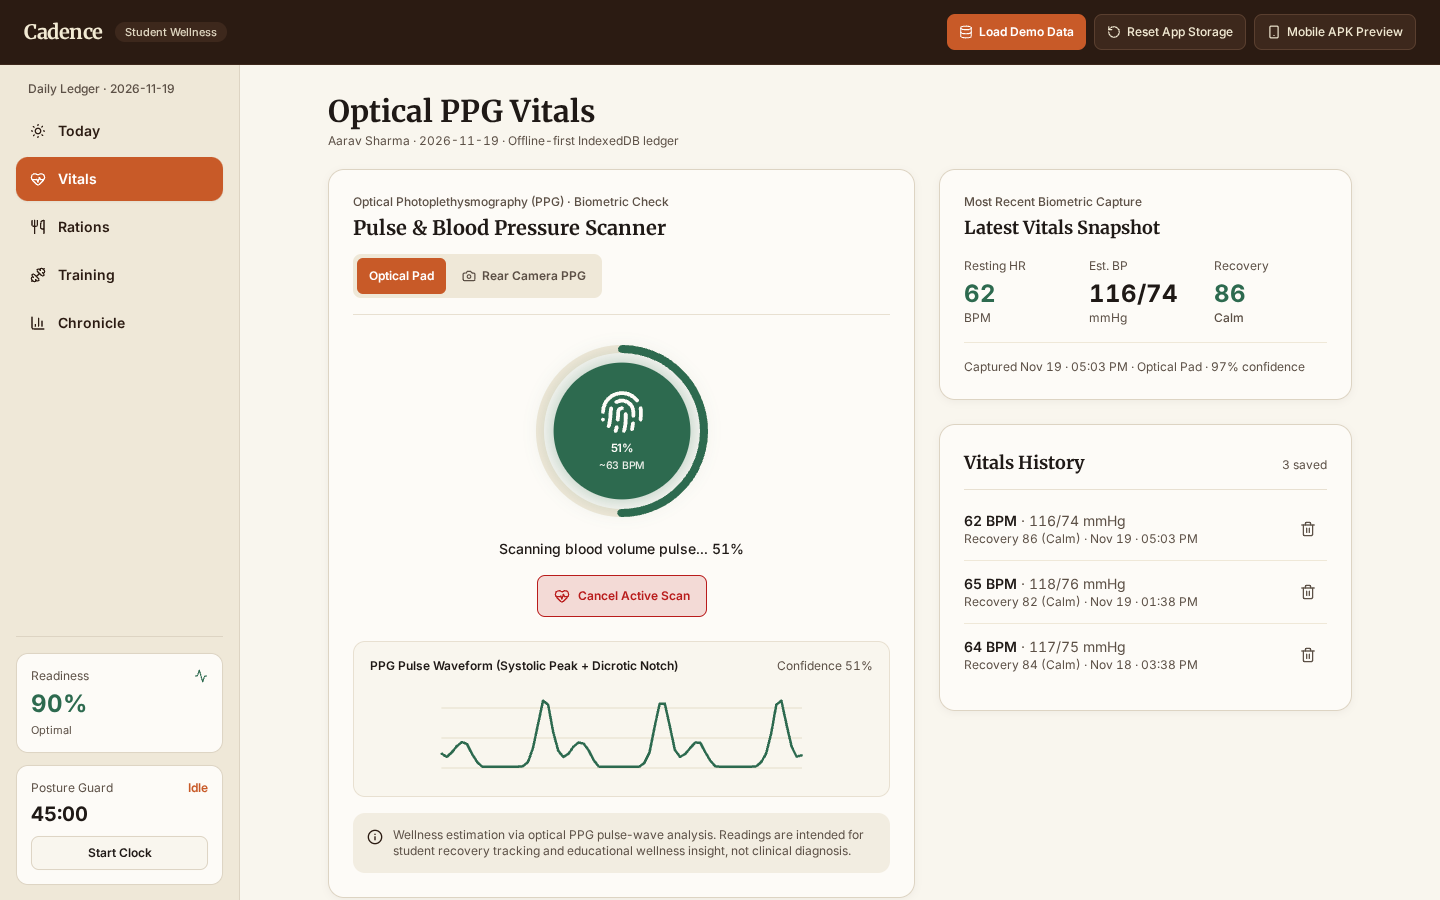 Cadence
Student Wellness
Load Demo Data
Reset App Storage
Mobile APK Preview
Daily Ledger · 2026-11-19
Today
Vitals
Rations
Training
Chronicle
Readiness
90%
Optimal
Posture Guard
Idle
45:00
Start Clock
Optical PPG Vitals
Aarav Sharma · 2026-11-19 · Offline-first IndexedDB ledger
Optical Photoplethysmography (PPG) · Biometric Check
Pulse & Blood Pressure Scanner
Optical Pad
Rear Camera PPG
51%
~63 BPM
Scanning blood volume pulse... 51%
Cancel Active Scan
PPG Pulse Waveform (Systolic Peak + Dicrotic Notch)
Confidence 51%
Wellness estimation via optical PPG pulse-wave analysis. Readings are intended for
student recovery tracking and educational wellness insight, not clinical diagnosis.
Most Recent Biometric Capture
Latest Vitals Snapshot
Resting HR
62
BPM
Est. BP
116/74
mmHg
Recovery
86
Calm
Captured Nov 19 · 05:03 PM · Optical Pad · 97% confidence
Vitals History
3 saved
62 BPM · 116/74 mmHg
Recovery 86 (Calm) · Nov 19 · 05:03 PM
65 BPM · 118/76 mmHg
Recovery 82 (Calm) · Nov 19 · 01:38 PM
64 BPM · 117/75 mmHg
Recovery 84 (Calm) · Nov 18 · 03:38 PM